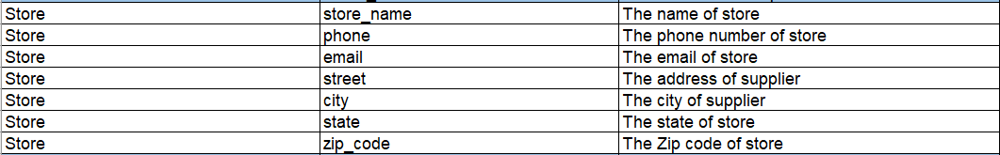 Store store_name The name of store
Store phone The phone number of store
Store email The email of store
Store street The address of supplier
Store city The city of supplier
Store state The state of store
Store zip_code The Zip code of store